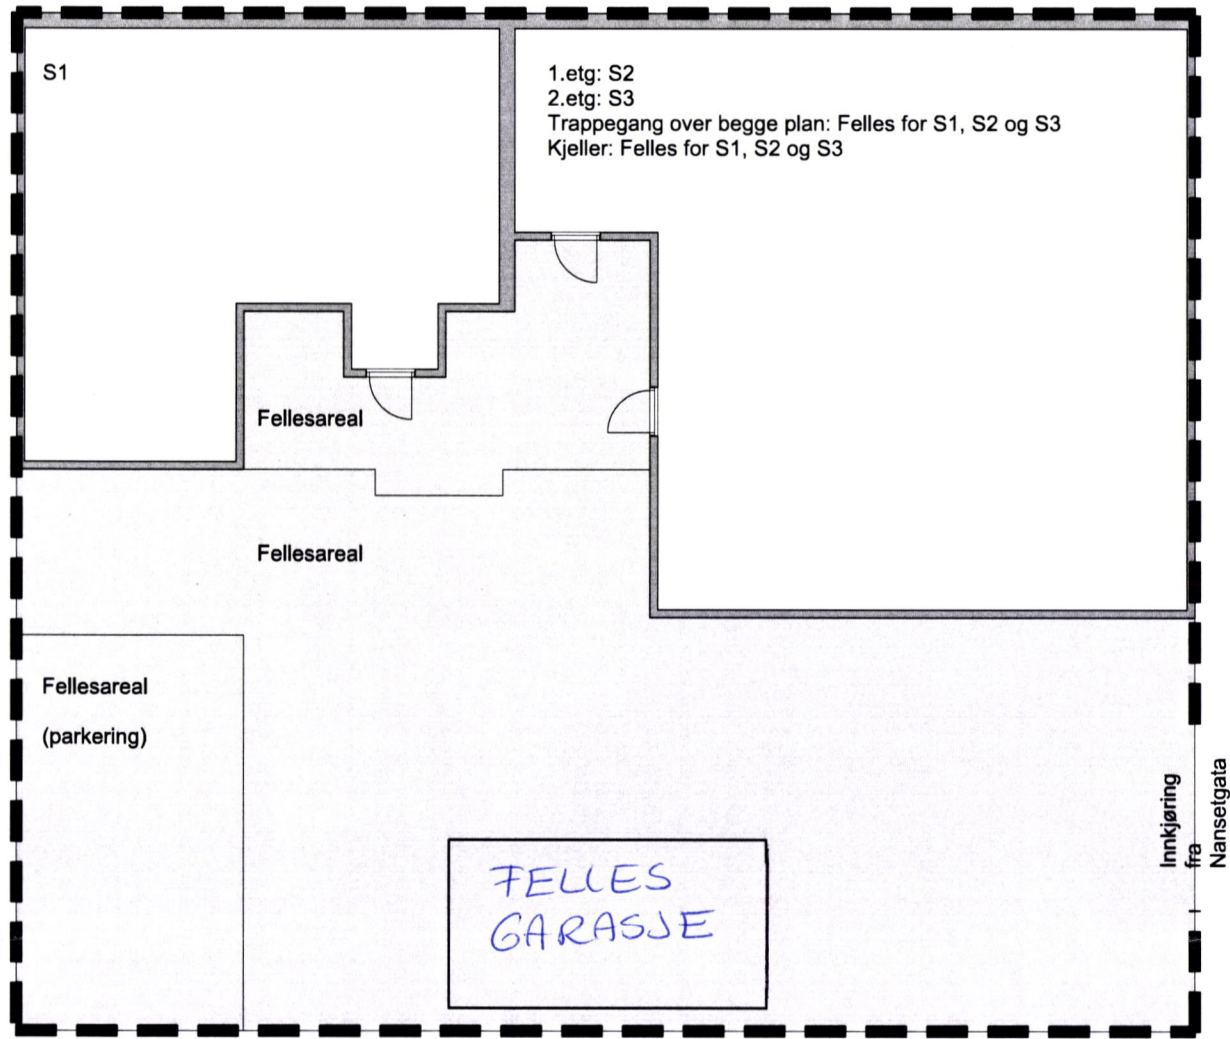 S1
1.etg: S2
2.etg: S3
Trappegang over begge plan: Felles for S1, S2 og S3
Kjeller: Felles for S1, S2 og S3
Fellesareal
Fellesareal
Fellesareal
(parkering)
Innkjøring
fra
Nansetgata
FELLES
GARASJE